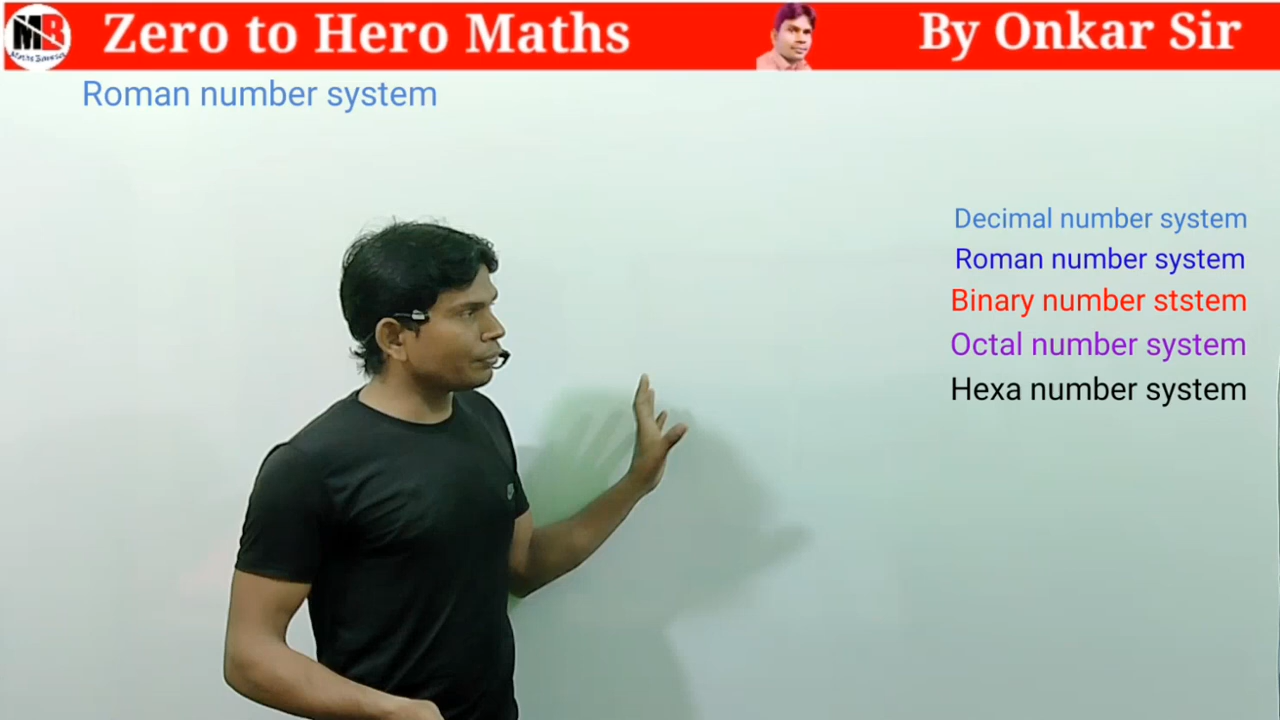 MB
Zero to Hero Maths
By Onkar Sir
Roman number system
Decimal number system
Roman number system
Binary number ststem
Octal number system
Hexa number system